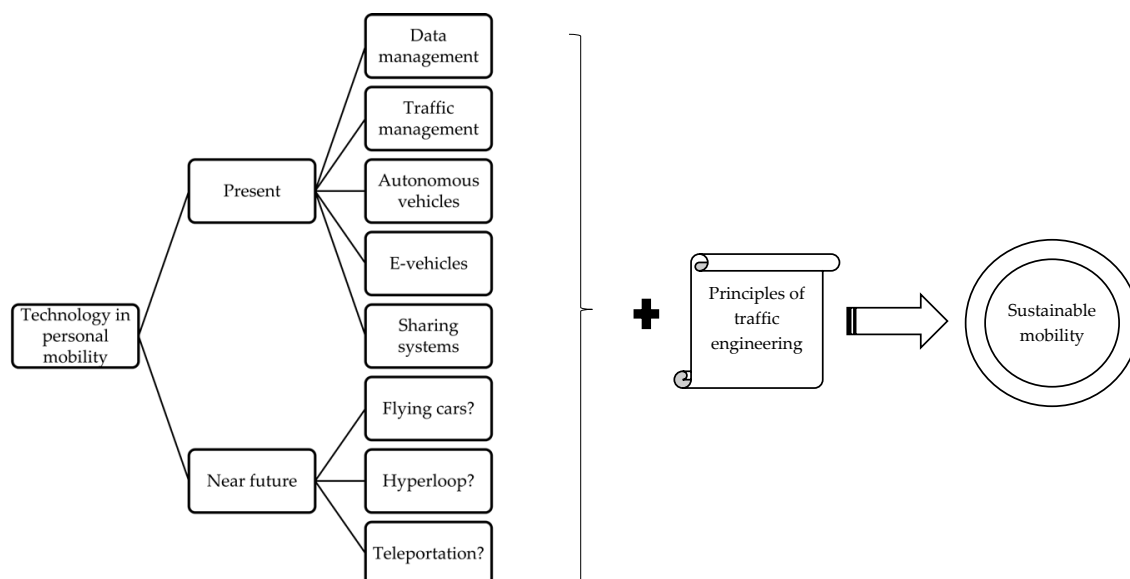 Technology in
personal
mobility
Present
Near future
Data
management
Traffic
management
Autonomous
vehicles
E-vehicles
Sharing
systems
Flying cars?
Hyperloop?
Teleportation?
Principles of
traffic
engineering
Sustainable
mobility